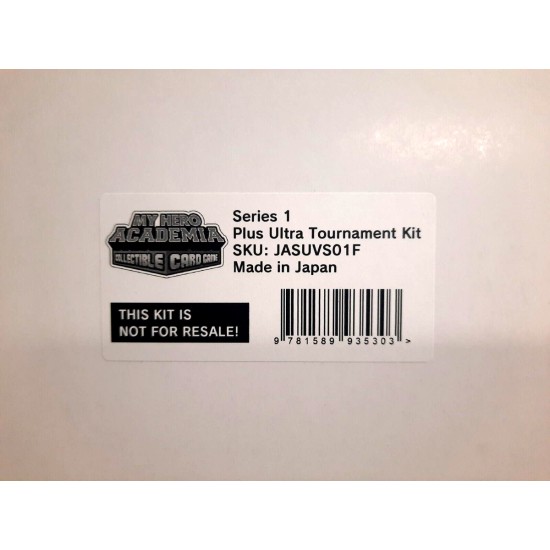 MY HERO
ACADEMIA
COLLECTIBLE CARD GAME
Series 1
Plus Ultra Tournament Kit
SKU: JASUVS01F
Made in Japan
THIS KIT IS
NOT FOR RESALE!
9 781589 935303 >